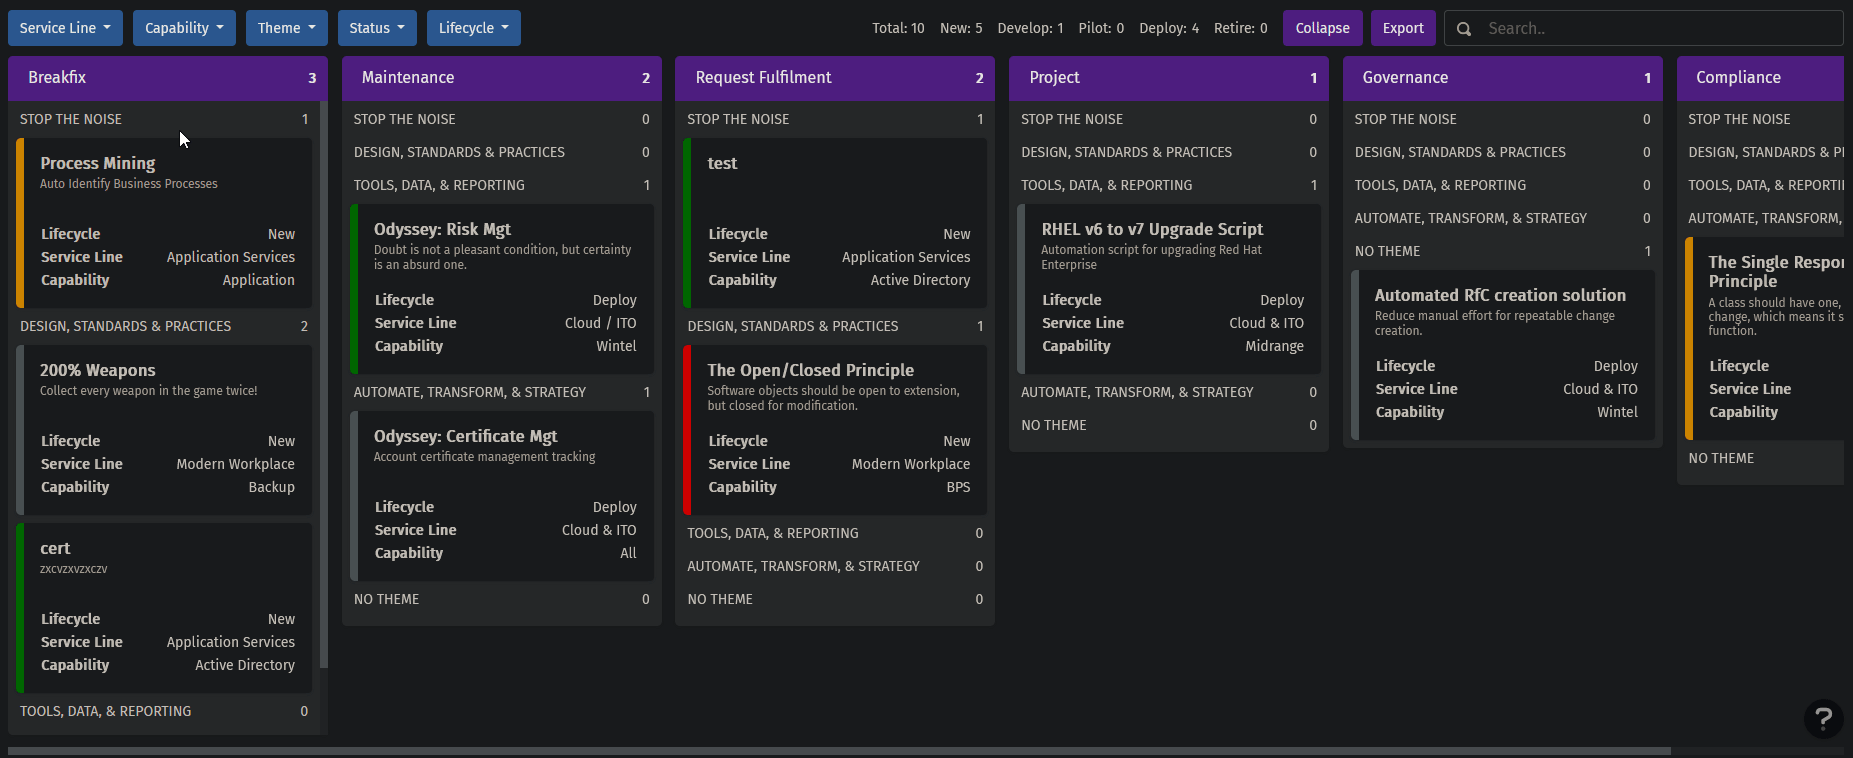 Service Line
Capability
Theme
Status
Lifecycle
Total: 10
New: 5
Develop: 1
Pilot: 0
Deploy: 4
Retire: 0
Collapse
Export
Search..
Breakfix 3
STOP THE NOISE 1
Process Mining
Auto Identify Business Processes
Lifecycle New
Service Line Application Services
Capability Application
DESIGN, STANDARDS & PRACTICES 2
200% Weapons
Collect every weapon in the game twice!
Lifecycle New
Service Line Modern Workplace
Capability Backup
cert
zxcvzxvzxczv
Lifecycle New
Service Line Application Services
Capability Active Directory
TOOLS, DATA, & REPORTING 0
Maintenance 2
STOP THE NOISE 0
DESIGN, STANDARDS & PRACTICES 0
TOOLS, DATA, & REPORTING 1
Odyssey: Risk Mgt
Doubt is not a pleasant condition, but certainty
is an absurd one.
Lifecycle Deploy
Service Line Cloud / ITO
Capability Wintel
AUTOMATE, TRANSFORM, & STRATEGY 1
Odyssey: Certificate Mgt
Account certificate management tracking
Lifecycle Deploy
Service Line Cloud & ITO
Capability All
NO THEME 0
Request Fulfilment 2
STOP THE NOISE 1
test
Lifecycle New
Service Line Application Services
Capability Active Directory
DESIGN, STANDARDS & PRACTICES 1
The Open/Closed Principle
Software objects should be open to extension,
but closed for modification.
Lifecycle New
Service Line Modern Workplace
Capability BPS
TOOLS, DATA, & REPORTING 0
AUTOMATE, TRANSFORM, & STRATEGY 0
NO THEME 0
Project 1
STOP THE NOISE 0
DESIGN, STANDARDS & PRACTICES 0
TOOLS, DATA, & REPORTING 1
RHEL v6 to v7 Upgrade Script
Automation script for upgrading Red Hat
Enterprise
Lifecycle Deploy
Service Line Cloud & ITO
Capability Midrange
AUTOMATE, TRANSFORM, & STRATEGY 0
NO THEME 0
Governance 1
STOP THE NOISE 0
DESIGN, STANDARDS & PRACTICES 0
TOOLS, DATA, & REPORTING 0
AUTOMATE, TRANSFORM, & STRATEGY 0
NO THEME 1
Automated RfC creation solution
Reduce manual effort for repeatable change
creation.
Lifecycle Deploy
Service Line Cloud & ITO
Capability Wintel
Compliance
STOP THE NOISE
DESIGN, STANDARDS &
TOOLS, DATA, &
AUTOMATE, TRANSFORM,
The Single
Principle
A class should have one,
change, which means it
function.
Lifecycle
Service Line
Capability
NO THEME
?